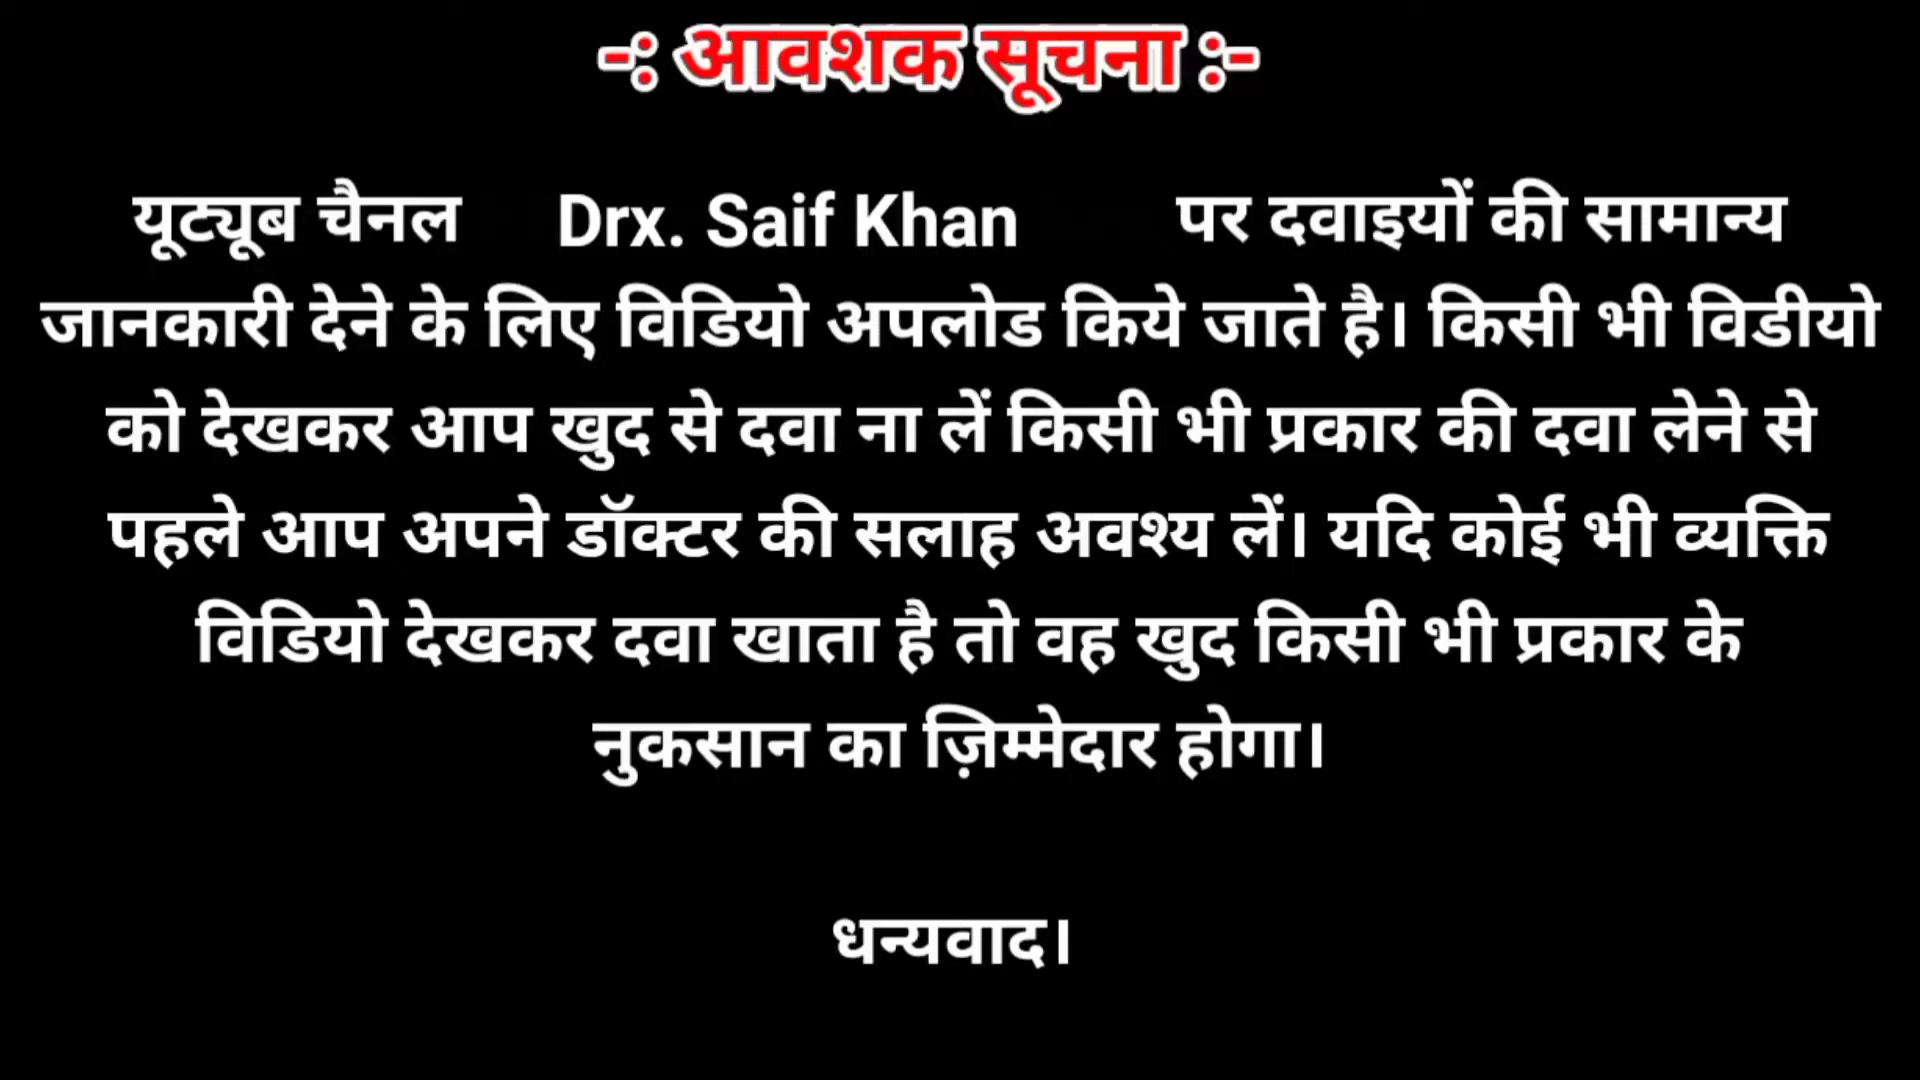 -: आवशक सूचना :-
यूट्यूब चैनल Drx. Saif Khan पर दवाइयों की सामान्य
जानकारी देने के लिए विडियो अपलोड किये जाते है। किसी भी विडीयो
को देखकर आप खुद से दवा ना लें किसी भी प्रकार की दवा लेने से
पहले आप अपने डॉक्टर की सलाह अवश्य लें। यदि कोई भी व्यक्ति
विडियो देखकर दवा खाता है तो वह खुद किसी भी प्रकार के
नुकसान का ज़िम्मेदार होगा।
धन्यवाद।